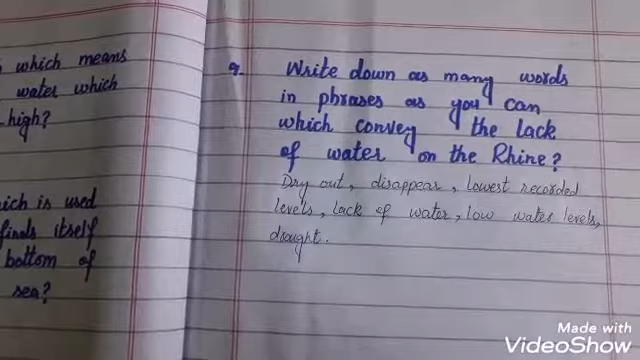 which means
water which
high?
ich is used
finds itself
bottom of
sea?
9. Write down as many words
in phrases as you can
which convey the lack
of water on the Rhine?
Dry out, disappear, lowest recorded
levels, lack of water, low water levels,
drought.
Made with
VideoShow